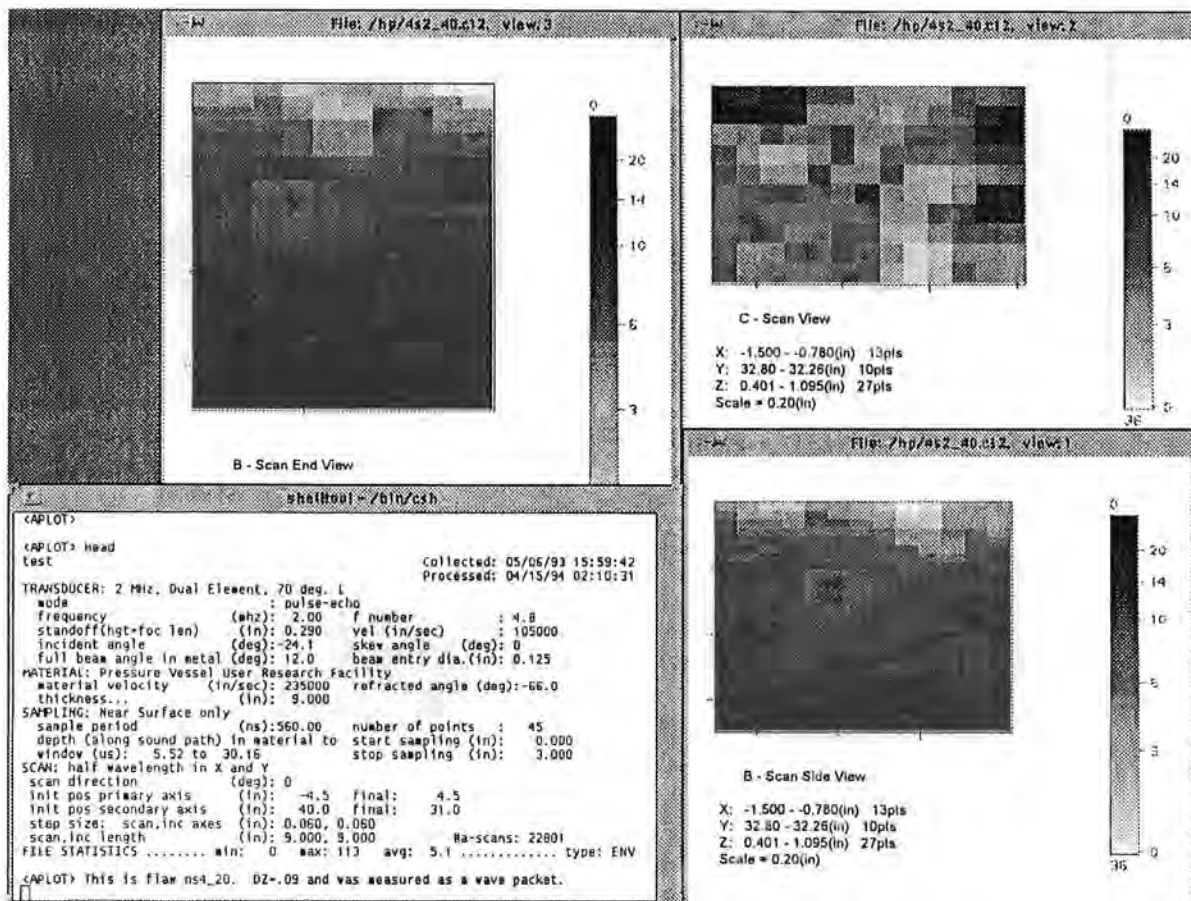 File: /hp/4s2_40.c12, view:3
0
20
14
10
6
3
B - Scan End View
File: /hp/4s2_40.c12, view:2
0
20
14
10
3
0
36
C - Scan View
X: -1.500 - -0.780(in) 13pts
Y: 32.80 - 32.26(in) 10pts
Z: 0.401 - 1.095(in) 27pts
Scale = 0.20(in)
File: /hp/4s2_40.c12, view:1
0
20
14
10
3
0
36
B - Scan Side View
X: -1.500 - -0.780(in) 13pts
Y: 32.80 - 32.26(in) 10pts
Z: 0.401 - 1.095(in) 27pts
Scale = 0.20(in)
shelltool - /bin/csh
<APLOT>
<APLOT> head
test Collected: 05/06/93 15:59:42
Processed: 04/15/94 02:10:31
TRANSDUCER: 2 MHz, Dual Element, 70 deg. L
mode : pulse-echo
frequency (mhz): 2.00 f number : 4.8
standoff(hgt+foc len) (in): 0.290 vel (in/sec) : 105000
incident angle (deg):-24.1 skew angle (deg): 0
full beam angle in metal (deg): 12.0 beam entry dia.(in): 0.125
MATERIAL: Pressure Vessel User Research Facility
material velocity (in/sec): 235000 refracted angle (deg):-66.0
thickness... (in): 9.000
SAMPLING: Near Surface only
sample period (ns):560.00 number of points : 45
depth (along sound path) in material to start sampling (in): 0.000
window (us): 5.52 to 30.16 stop sampling (in): 3.000
SCAN: half wavelength in X and Y
scan direction (deg): 0
init pos primary axis (in): -4.5 final: 4.5
init pos secondary axis (in): 40.0 final: 31.0
step size: scan,inc axes (in): 0.060, 0.060
scan,inc length (in): 9.000, 9.000 #a-scans: 22801
FILE STATISTICS ........ min: 0 max: 113 avg: 5.1 ............. type: ENV
<APLOT> This is flaw ns4_20. DZ=.09 and was measured as a wave packet.